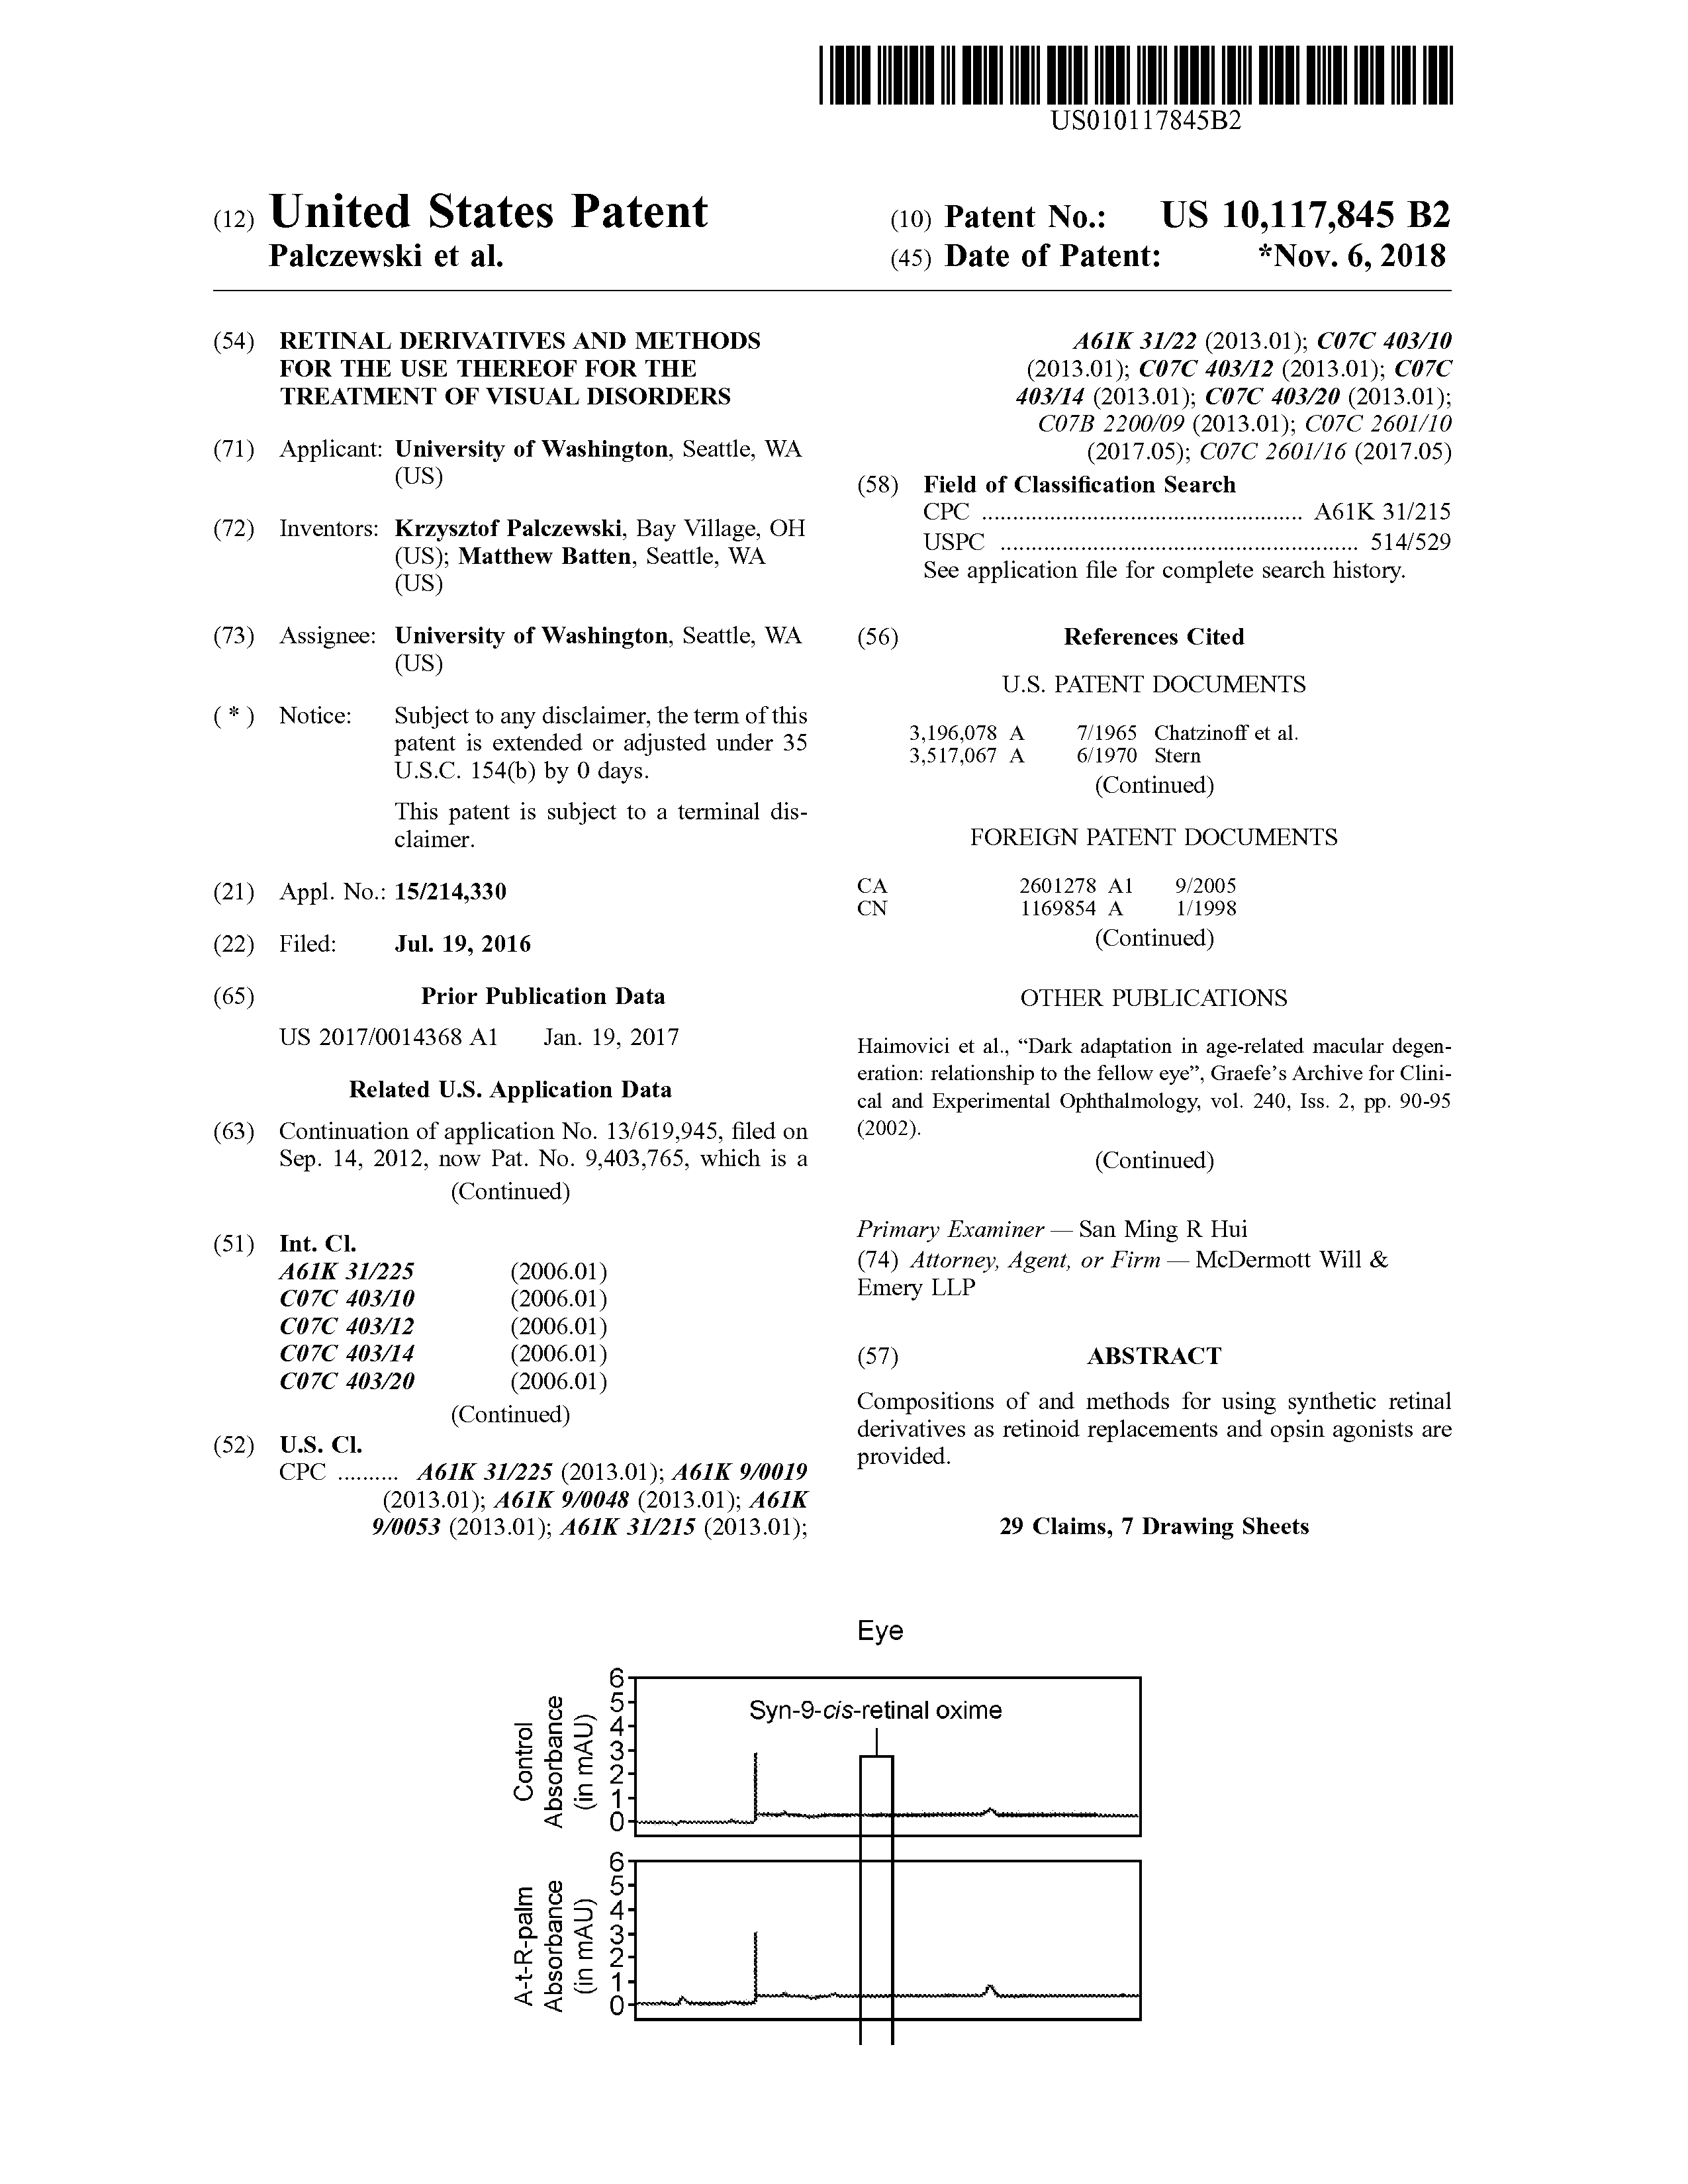 US010117845B2
(12) United States Patent
Palczewski et al.
(10) Patent No.: US 10,117,845 B2
(45) Date of Patent: *Nov. 6, 2018
(54) RETINAL DERIVATIVES AND METHODS
FOR THE USE THEREOF FOR THE
TREATMENT OF VISUAL DISORDERS
(71) Applicant: University of Washington, Seattle, WA
(US)
(72) Inventors: Krzysztof Palczewski, Bay Village, OH
(US); Matthew Batten, Seattle, WA
(US)
(73) Assignee: University of Washington, Seattle, WA
(US)
( * ) Notice: Subject to any disclaimer, the term of this
patent is extended or adjusted under 35
U.S.C. 154(b) by 0 days.
This patent is subject to a terminal dis-
claimer.
(21) Appl. No.: 15/214,330
(22) Filed: Jul. 19, 2016
(65) Prior Publication Data
US 2017/0014368 A1 Jan. 19, 2017
Related U.S. Application Data
(63) Continuation of application No. 13/619,945, filed on
Sep. 14, 2012, now Pat. No. 9,403,765, which is a
(Continued)
(51) Int. Cl.
A61K 31/225 (2006.01)
C07C 403/10 (2006.01)
C07C 403/12 (2006.01)
C07C 403/14 (2006.01)
C07C 403/20 (2006.01)
(Continued)
(52) U.S. Cl.
CPC .......... A61K 31/225 (2013.01); A61K 9/0019
(2013.01); A61K 9/0048 (2013.01); A61K
9/0053 (2013.01); A61K 31/215 (2013.01);
A61K 31/22 (2013.01); C07C 403/10
(2013.01); C07C 403/12 (2013.01); C07C
403/14 (2013.01); C07C 403/20 (2013.01);
C07B 2200/09 (2013.01); C07C 2601/10
(2017.05); C07C 2601/16 (2017.05)
(58) Field of Classification Search
CPC .................................................... A61K 31/215
USPC .......................................................... 514/529
See application file for complete search history.
(56) References Cited
U.S. PATENT DOCUMENTS
3,196,078 A 7/1965 Chatzinoff et al.
3,517,067 A 6/1970 Stern
(Continued)
FOREIGN PATENT DOCUMENTS
CA 2601278 A1 9/2005
CN 1169854 A 1/1998
(Continued)
OTHER PUBLICATIONS
Haimovici et al., “Dark adaptation in age-related macular degen-
eration: relationship to the fellow eye”, Graefe’s Archive for Clini-
cal and Experimental Ophthalmology, vol. 240, Iss. 2, pp. 90-95
(2002).
(Continued)
Primary Examiner — San Ming R Hui
(74) Attorney, Agent, or Firm — McDermott Will &
Emery LLP
(57) ABSTRACT
Compositions of and methods for using synthetic retinal
derivatives as retinoid replacements and opsin agonists are
provided.
29 Claims, 7 Drawing Sheets
Eye
Control
Absorbance
(in mAU)
6
5
4
3
2
1
0
Syn-9-cis-retinal oxime
A-t-R-palm
Absorbance
(in mAU)
6
5
4
3
2
1
0